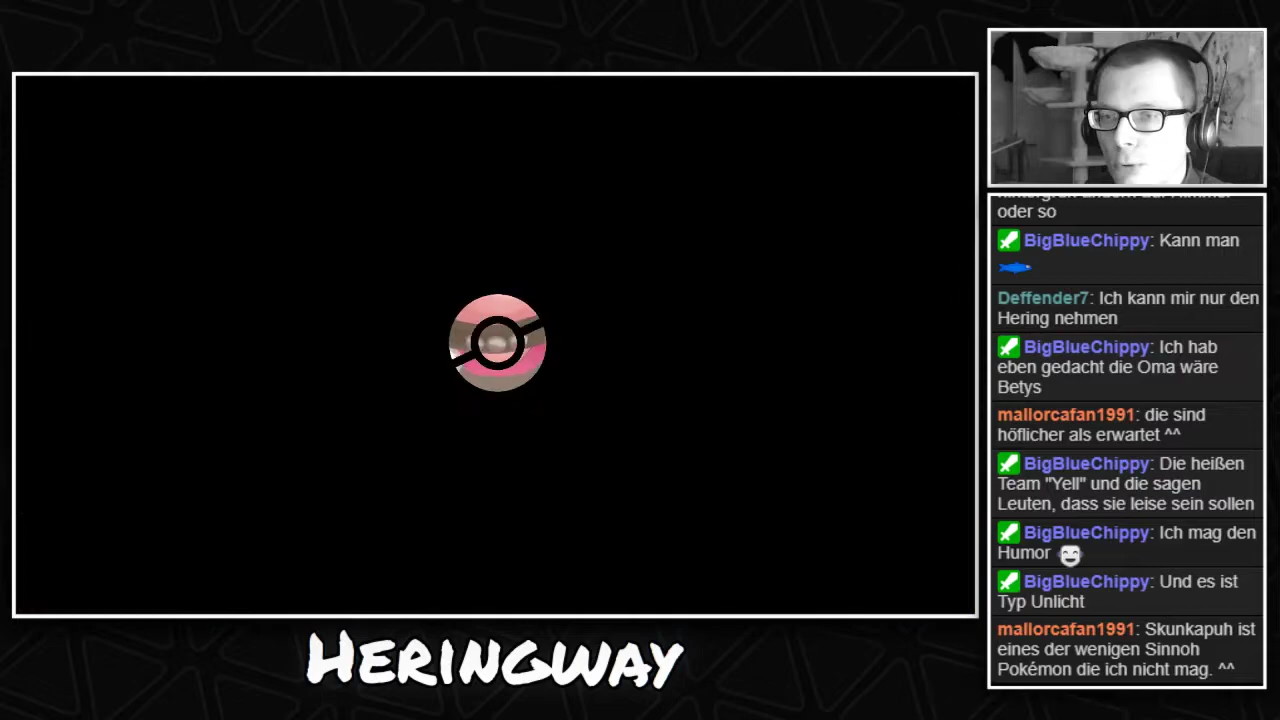 oder so
BigBlueChippy: Kann man
Deffender7: Ich kann mir nur den
Hering nehmen
BigBlueChippy: Ich hab
eben gedacht die Oma wäre
Betys
mallorcafan1991: die sind
höflicher als erwartet ^^
BigBlueChippy: Die heißen
Team "Yell" und die sagen
Leuten, dass sie leise sein sollen
BigBlueChippy: Ich mag den
Humor
BigBlueChippy: Und es ist
Typ Unlicht
mallorcafan1991: Skunkapuh ist
eines der wenigen Sinnoh
Pokémon die ich nicht mag. ^^
HERINGWAY